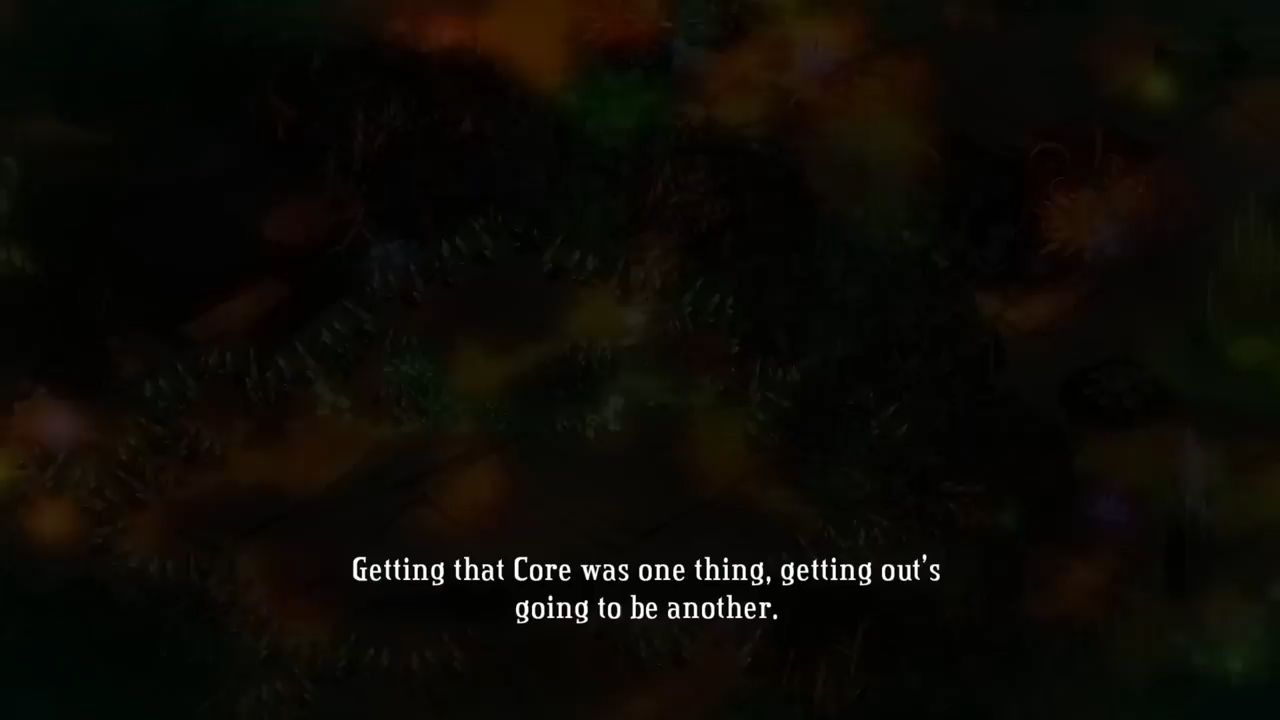 Getting that Core was one thing, getting out's
going to be another.